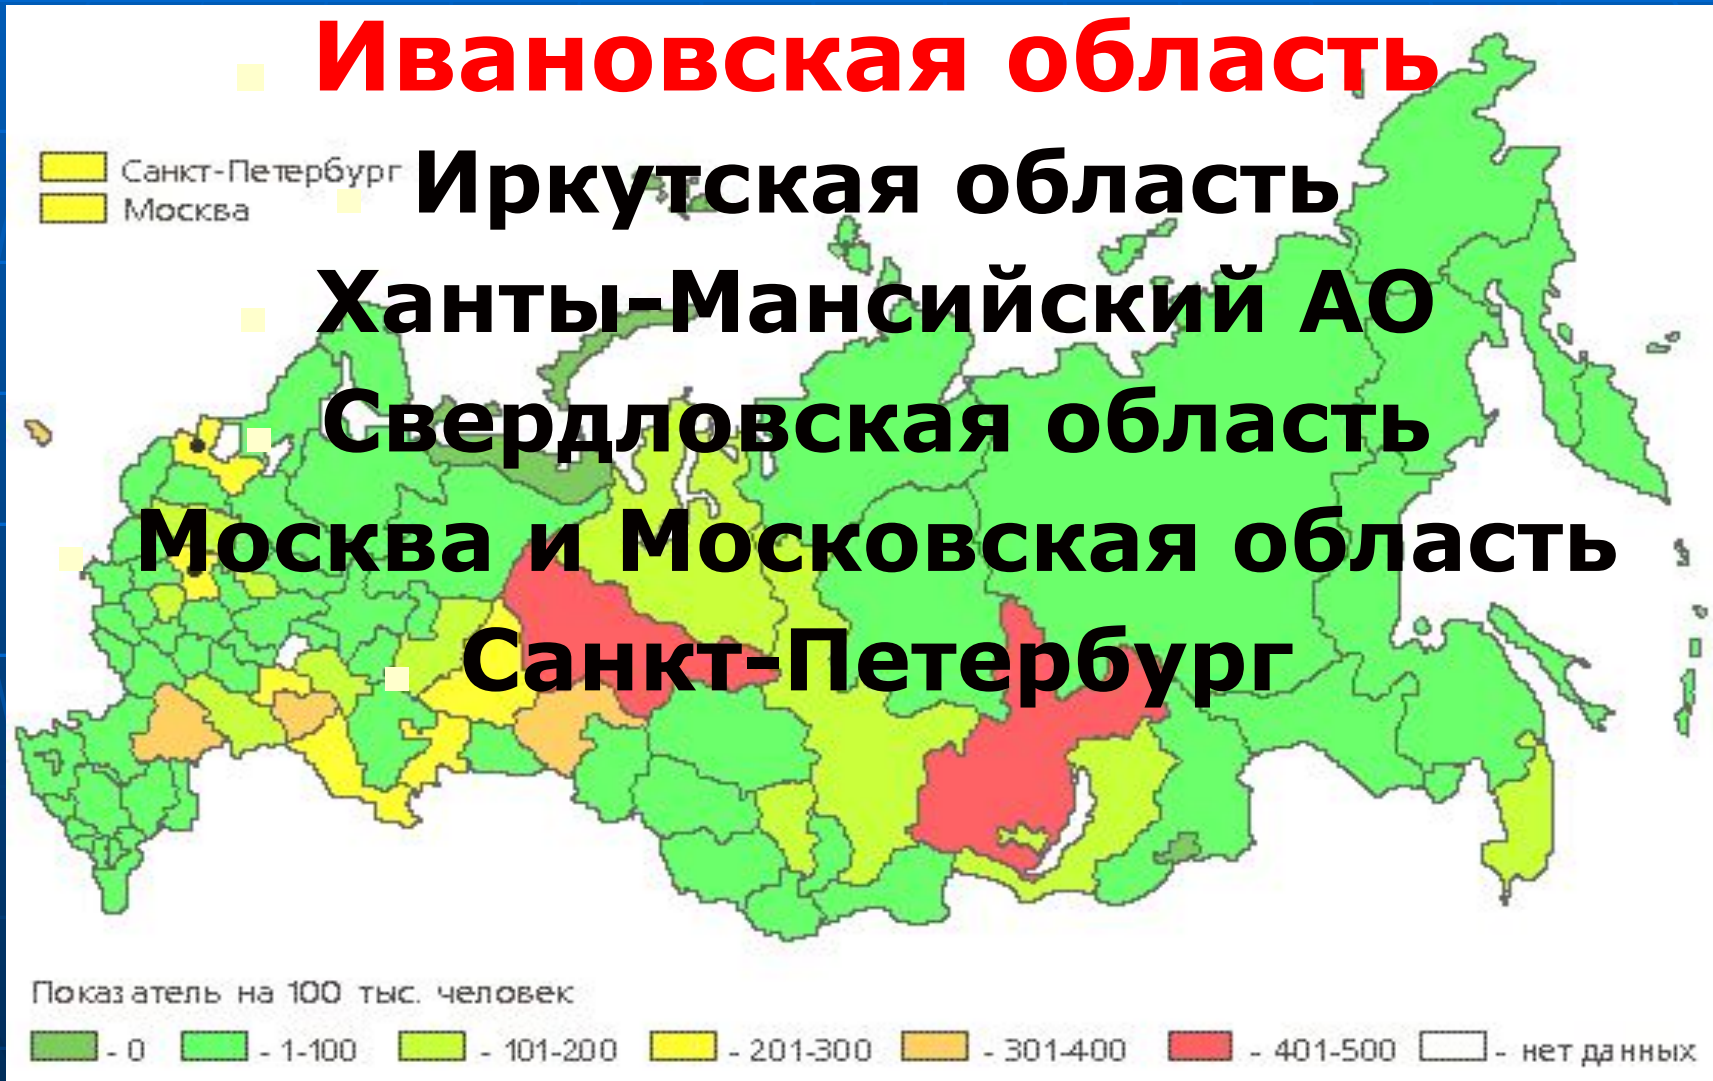 Ивановская область
Санкт-Петербург
Москва
Иркутская область
Ханты-Мансийский АО
Свердловская область
Москва и Московская область
Санкт-Петербург
Показатель на 100 тыс. человек
- 0 - 1-100 - 101-200 - 201-300 - 301-400 - 401-500 - нет данных